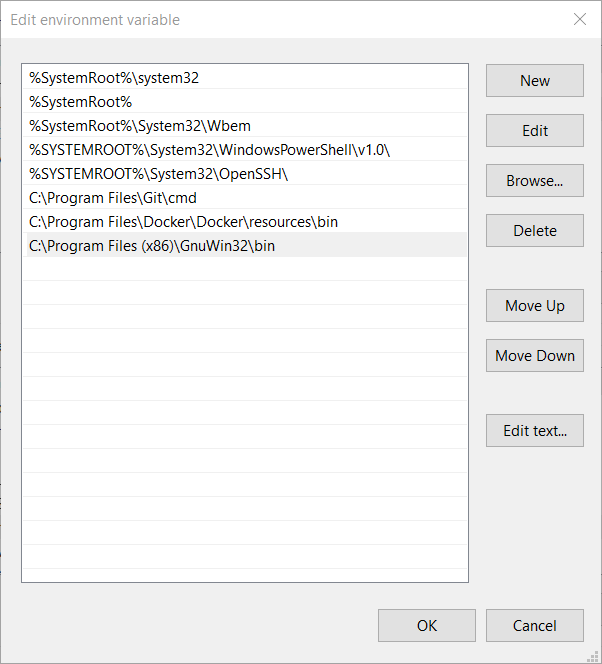 Edit environment variable
%SystemRoot%\system32
%SystemRoot%
%SystemRoot%\System32\Wbem
%SYSTEMROOT%\System32\WindowsPowerShell\v1.0\
%SYSTEMROOT%\System32\OpenSSH\
C:\Program Files\Git\cmd
C:\Program Files\Docker\Docker\resources\bin
C:\Program Files (x86)\GnuWin32\bin
New
Edit
Browse...
Delete
Move Up
Move Down
Edit text...
OK
Cancel